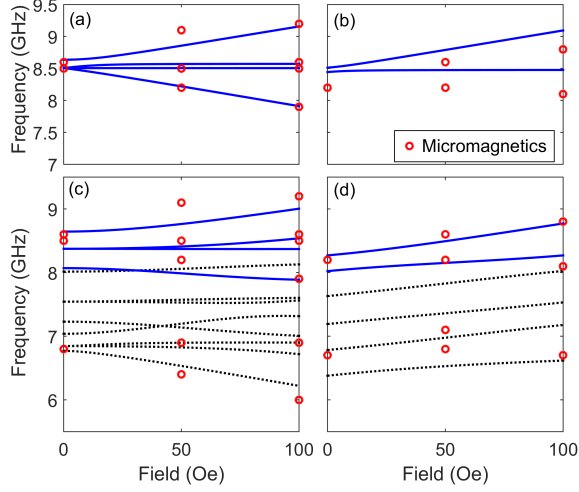 9.5
9
8.5
8
7.5
7
Frequency (GHz)
(a)
(b)
Micromagnetics
9
8
7
6
Frequency (GHz)
(c)
(d)
0
50
100
0
50
100
Field (Oe)
Field (Oe)